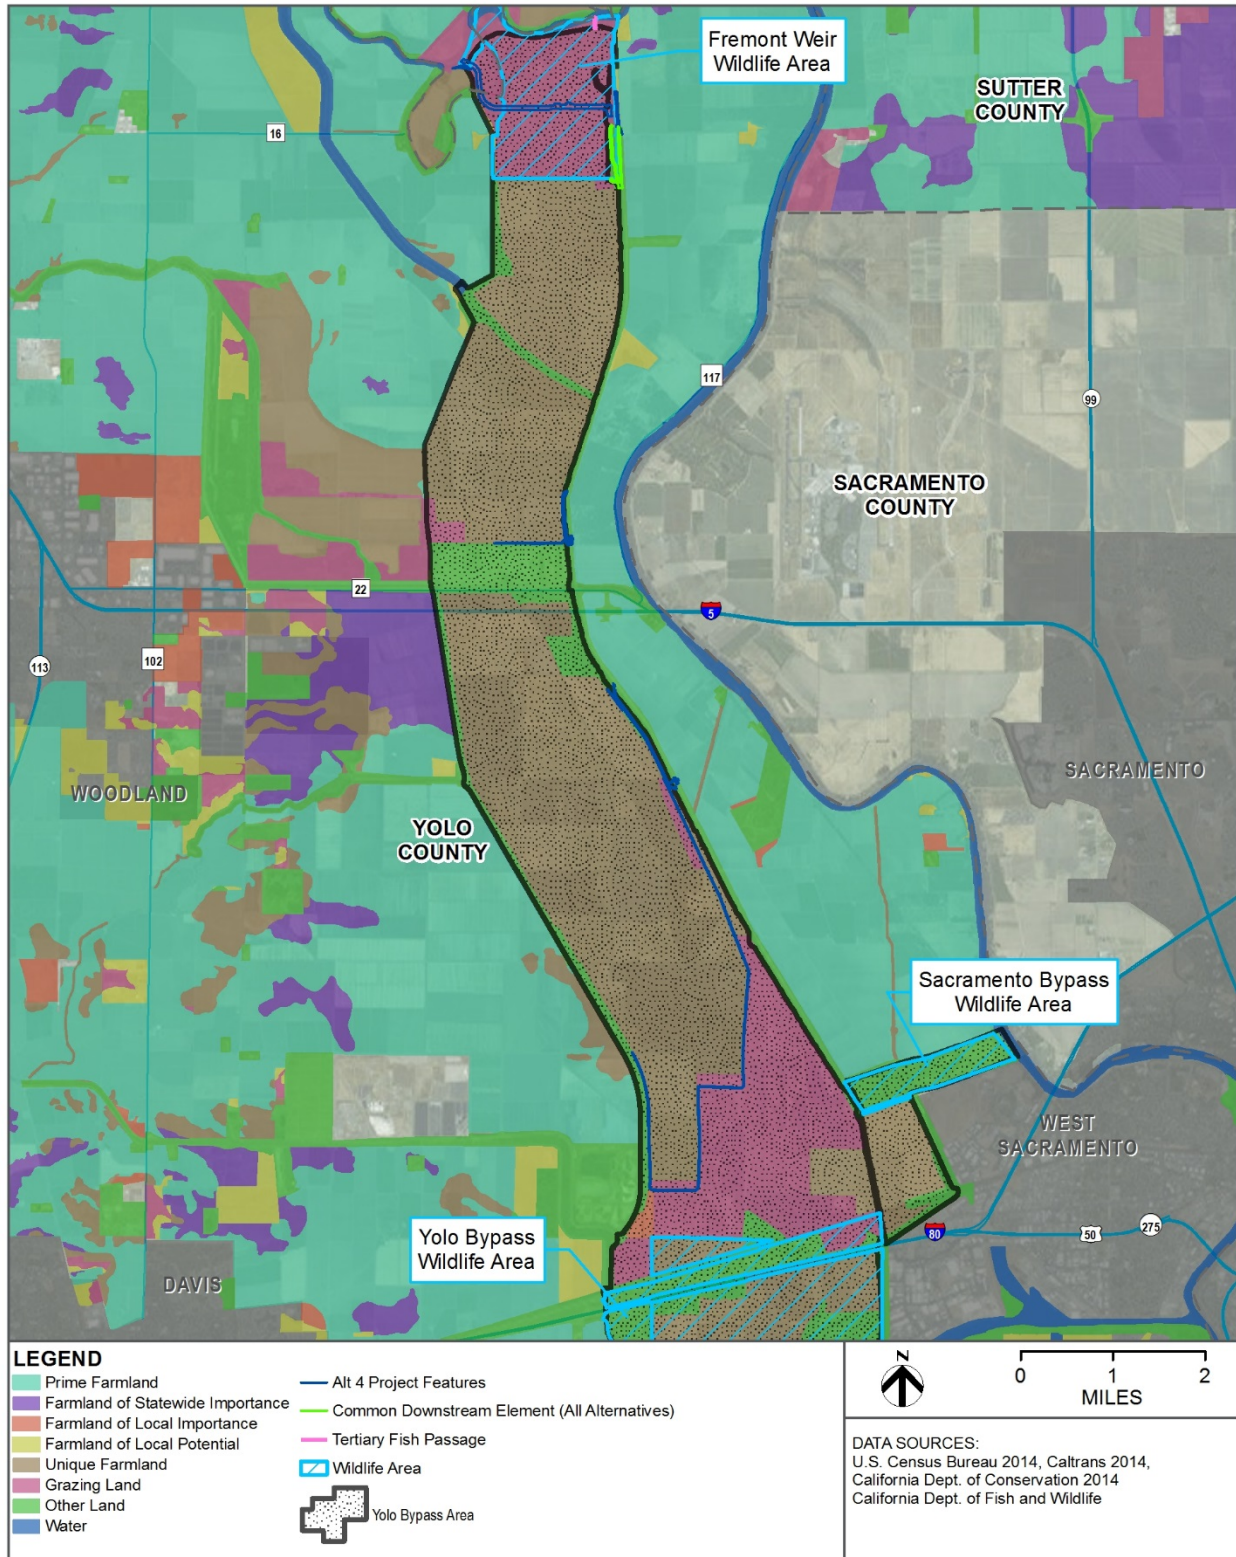 Fremont Weir
Wildlife Area
SUTTER
COUNTY
16
117
99
SACRAMENTO
COUNTY
22
5
113
102
SACRAMENTO
WOODLAND
YOLO
COUNTY
Sacramento Bypass
Wildlife Area
WEST
SACRAMENTO
Yolo Bypass
Wildlife Area
80
50
275
DAVIS
LEGEND
Prime Farmland
Farmland of Statewide Importance
Farmland of Local Importance
Farmland of Local Potential
Unique Farmland
Grazing Land
Other Land
Water
Alt 4 Project Features
Common Downstream Element (All Alternatives)
Tertiary Fish Passage
Wildlife Area
Yolo Bypass Area
N
0 1 2
MILES
DATA SOURCES:
U.S. Census Bureau 2014, Caltrans 2014,
California Dept. of Conservation 2014
California Dept. of Fish and Wildlife